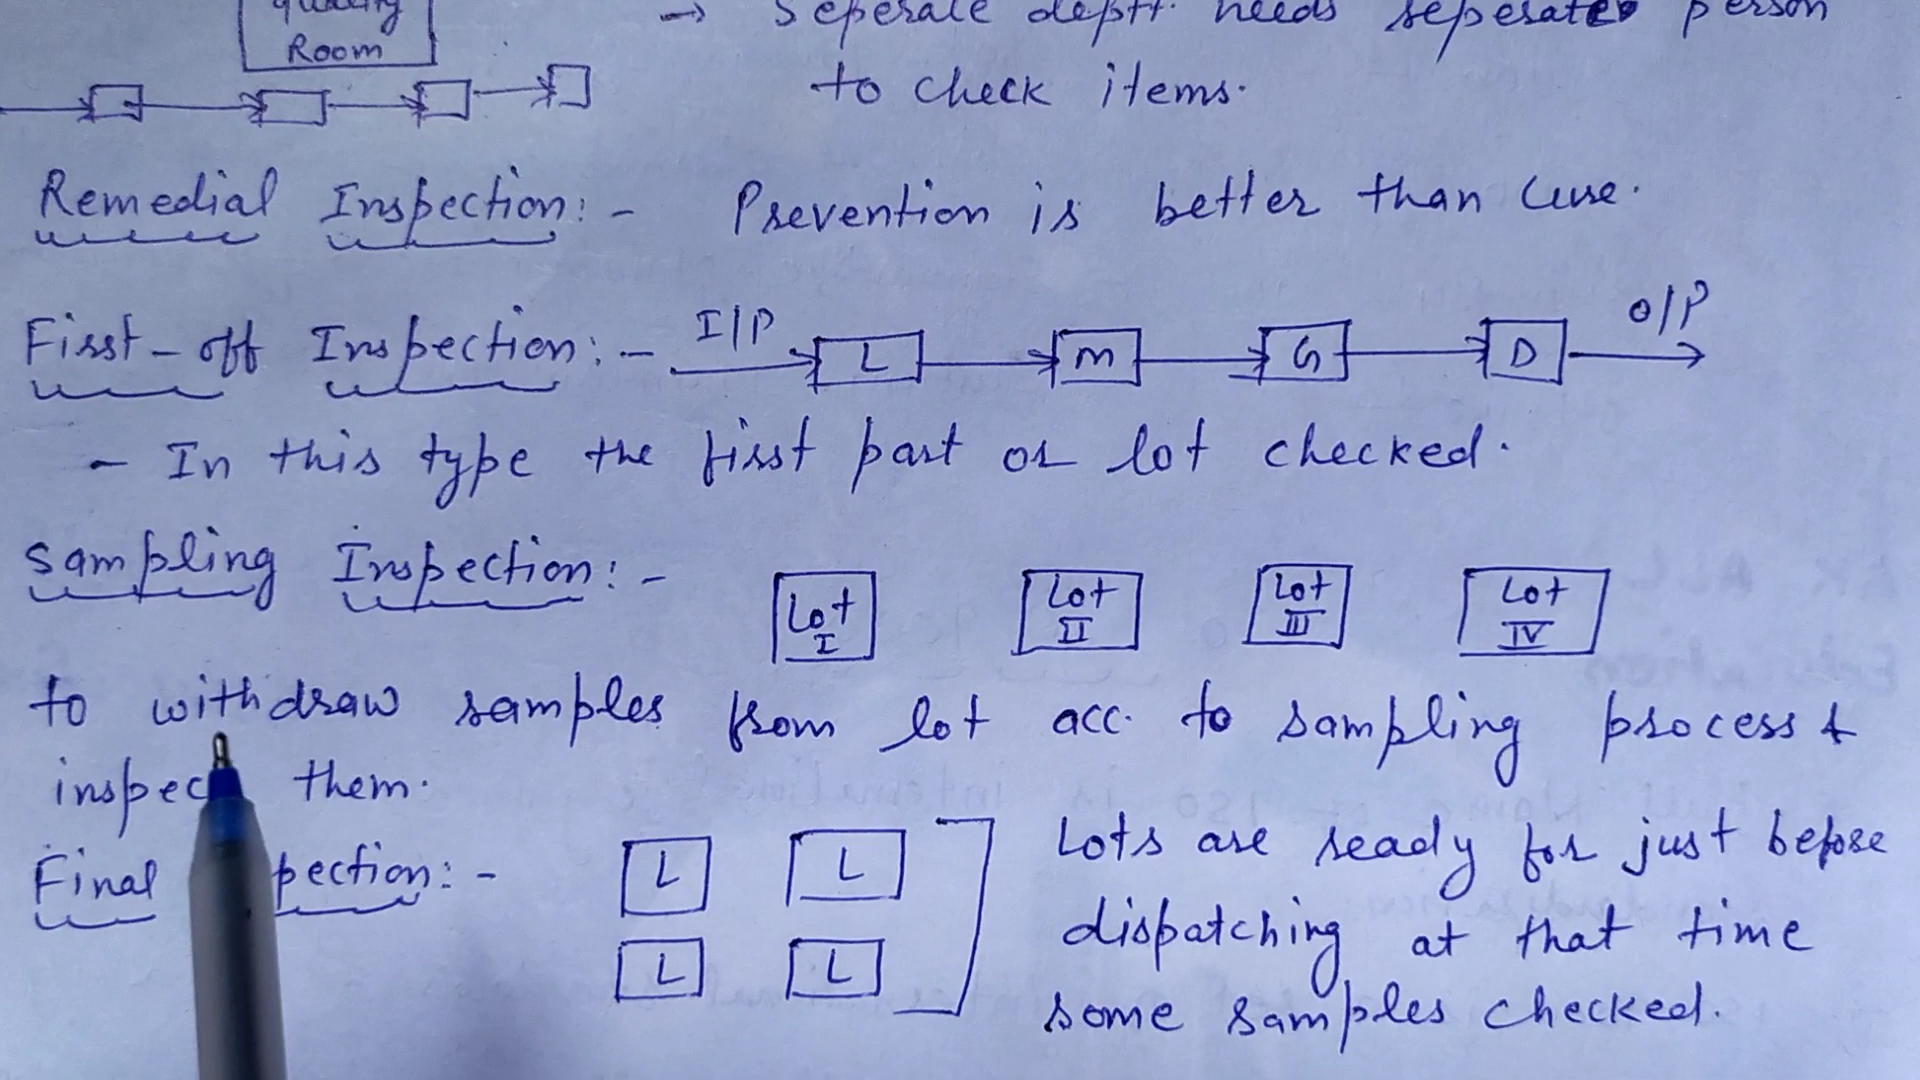 quality
Room
→ seperate deptt. needs seperate person
to check items.
Remedial Inspection:- Prevention is better than cure.
First-off Inspection:- I/P L m G D O/P
- In this type the first part or lot checked.
Sampling Inspection:- Lot I Lot II Lot III Lot IV
to withdraw samples from lot acc. to sampling process &
inspect them.
Final pection:- L L L L
Lots are ready for just before
dispatching at that time
some samples checked.